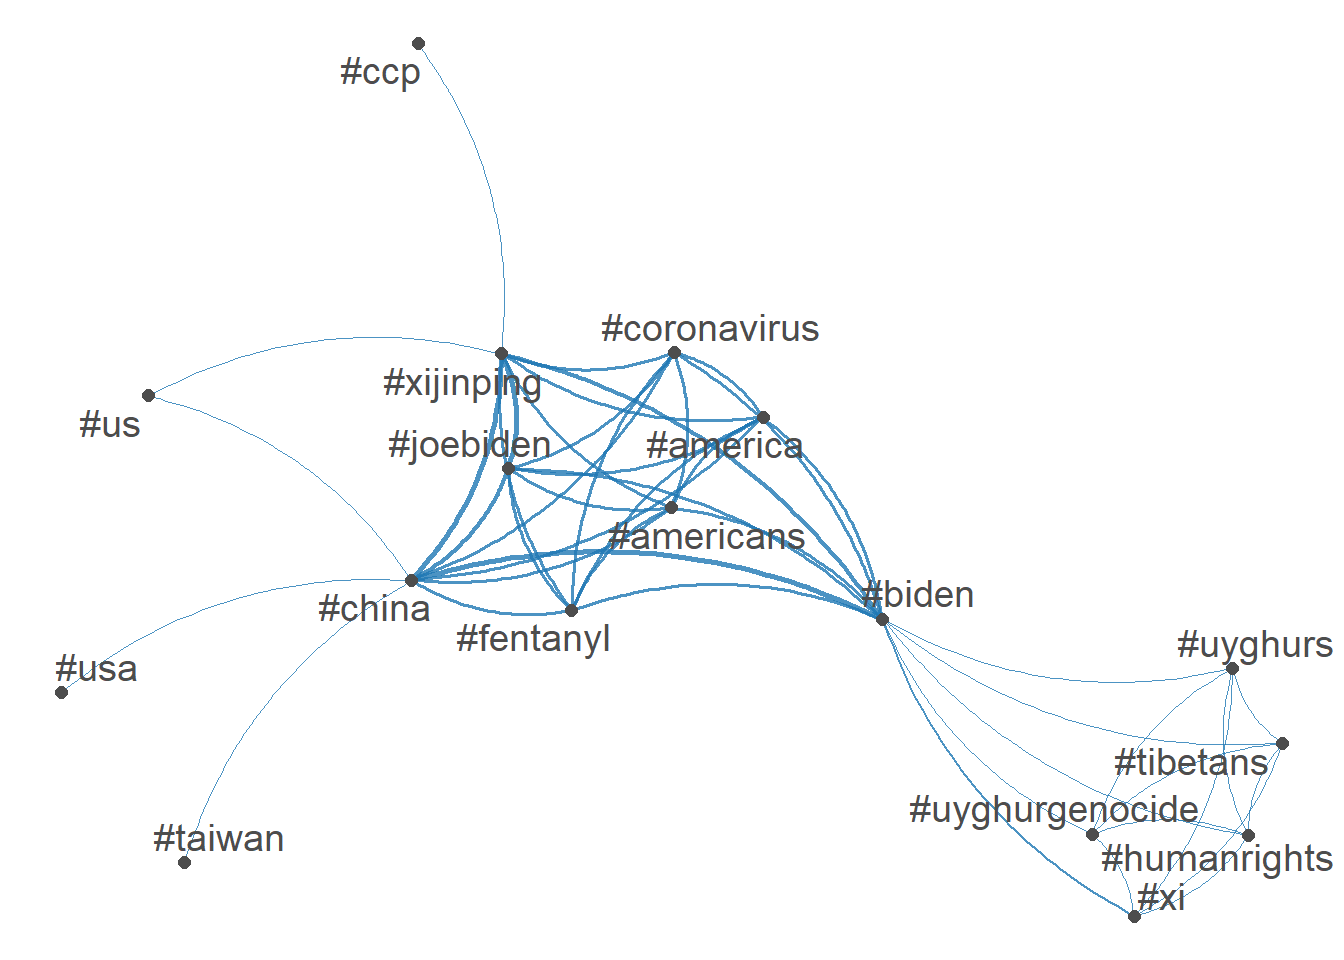 #ccp
#coronavirus
#xijinping
#us
#joebiden
#america
#americans
#biden
#china
#fentanyl
#uyghurs
#usa
#tibetans
#uyghurgenocide
#taiwan
#humanrights
#xi